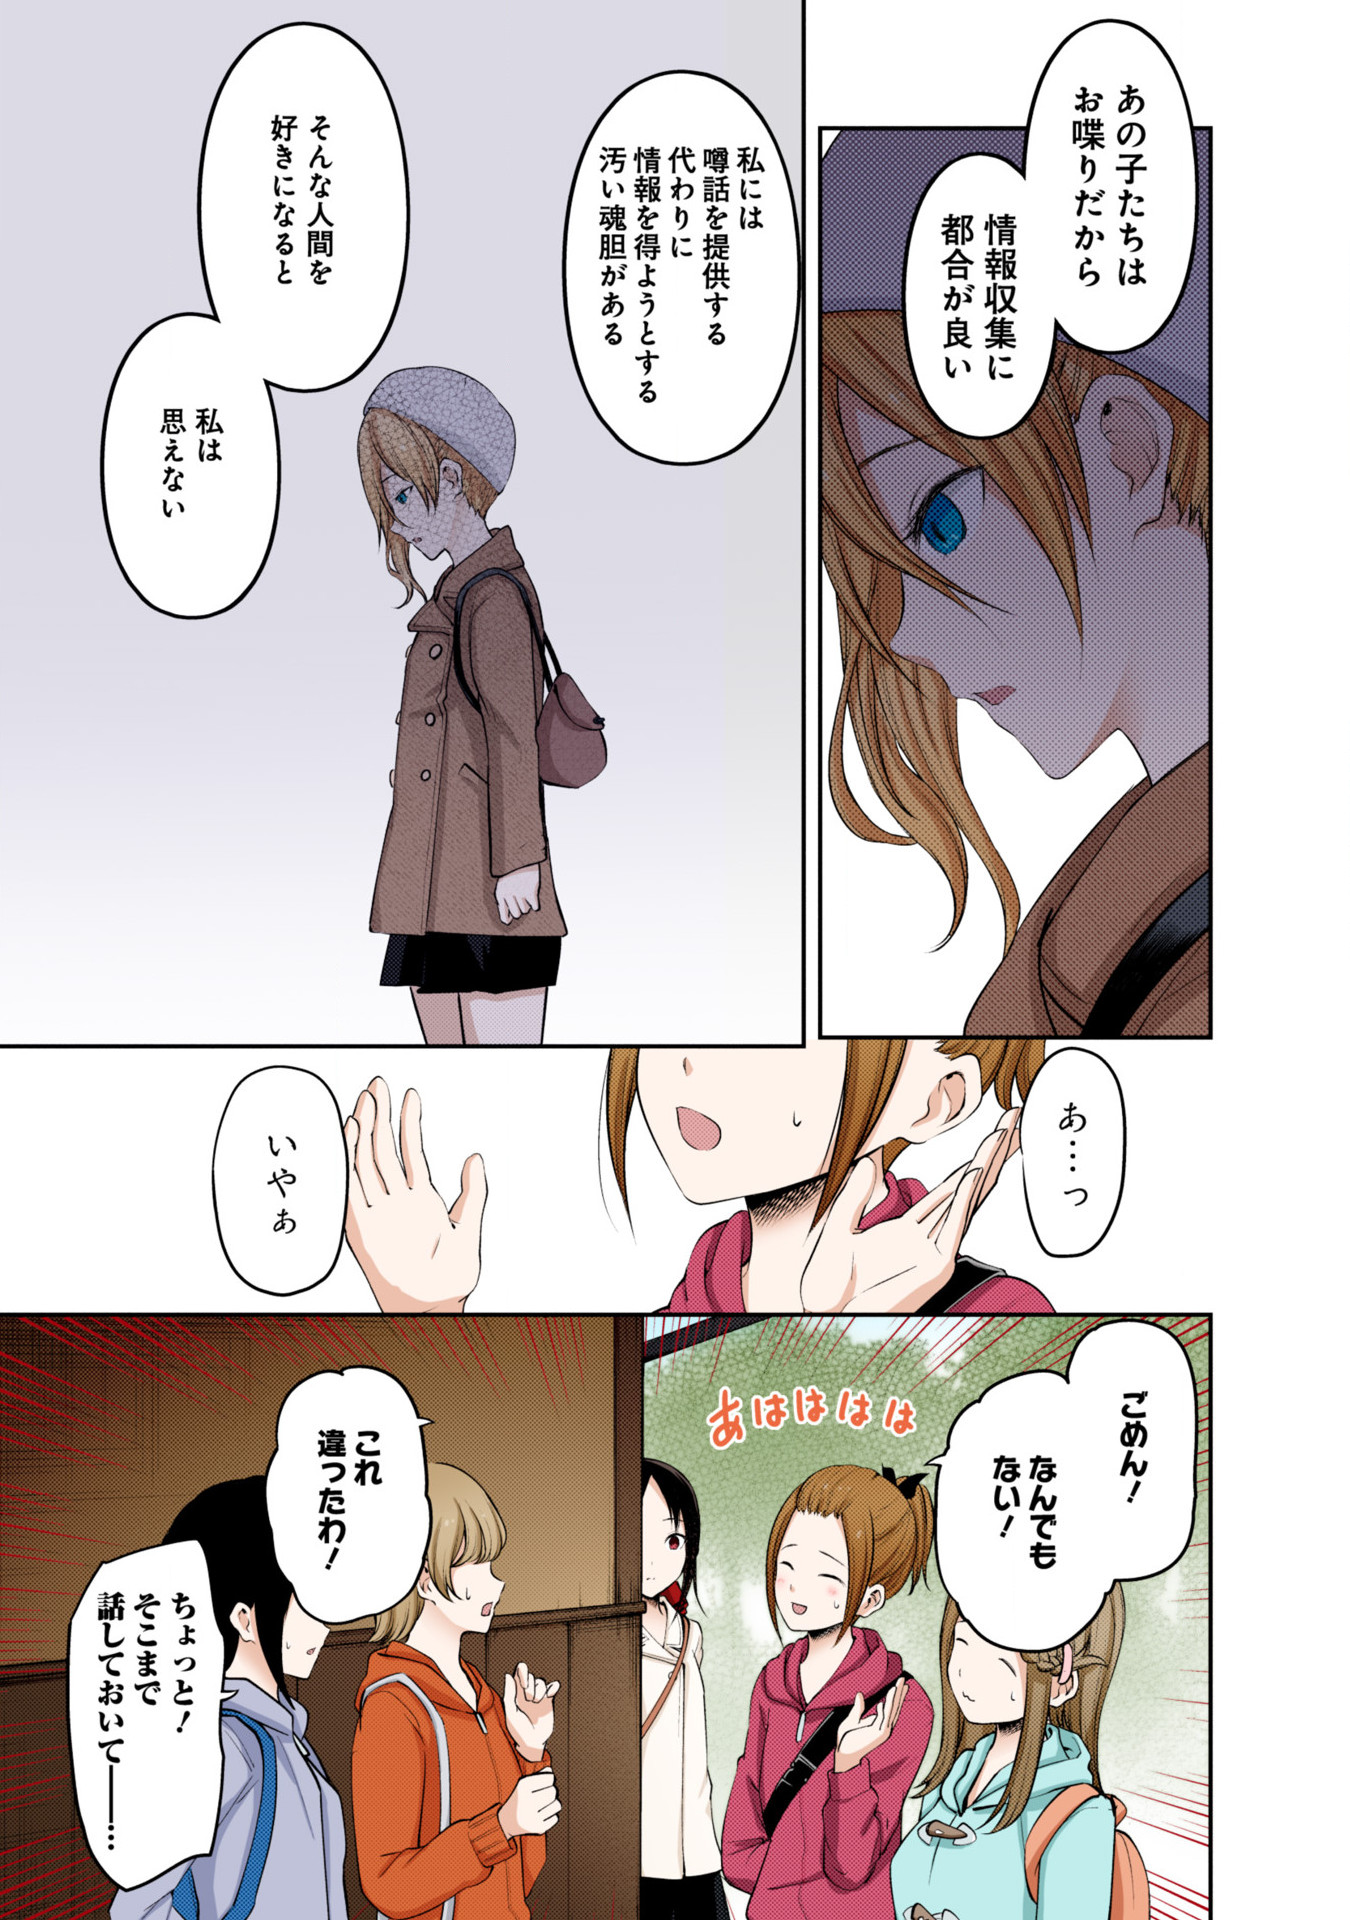 あの子たちは
お喋りだから
情報収集に
都合が良い
私には
噂話を提供する
代わりに
情報を得ようとする
汚い魂胆がある
そんな人間を
好きになると
私は
思えない
あ…っ
いやぁ
ごめん!
なんでも
ない!
あはははは
これ
違ったわ!
ちょっと!
そこまで
話しておいて――…